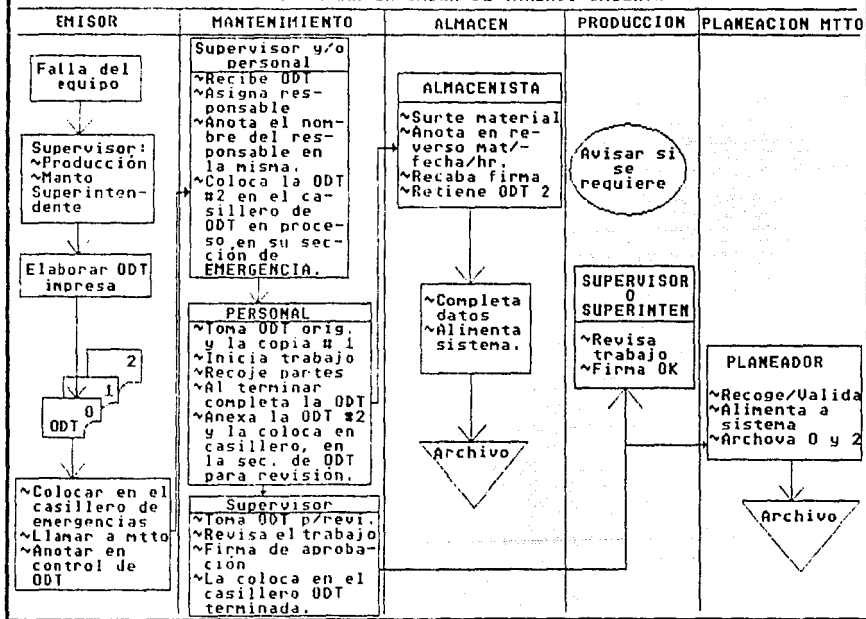 EMISOR
MANTENIMIENTO
ALMACEN
PRODUCCION
PLANEACION MTTO
Falla del
equipo
Supervisor:
~Producción
~Manto
Superinten-
dente
Elaborar ODT
impresa
2
1
0
ODT
~Colocar en el
casillero de
emergencias
~Llamar a mtto
~Anotar en
control de
ODT
Supervisor y/o
personal
~Recibe ODT
~Asigna res-
ponsable
~Anota el nom-
bre del res-
ponsable en
la misma.
~Coloca la ODT
#2 en el ca-
sillero de
ODT en proce-
so,en su sec-
ción de
EMERGENCIA.
PERSONAL
~Toma ODT orig.
y la copia # 1
~Inicia trabajo
~Recoje partes
~Al terminar
completa la ODT
~Anexa la ODT #2
y la coloca en
casillero, en
la sec. de ODT
para revisión.
Supervisor
~Toma ODT p/revi.
~Revisa el trabajo
~Firma de aproba-
ción
~La coloca en el
casillero ODT
terminada.
ALMACENISTA
~Surte material
~Anota en re-
verso mat/-
fecha/hr.
~Recaba firma
~Retiene ODT 2
~Completa
datos
~Alimenta
sistema.
Archivo
Avisar si
se
requiere
SUPERVISOR
O
SUPERINTEN
~Revisa
trabajo
~Firma OK
PLANEADOR
~Recoge/Valida
~Alimenta a
sistema
~Archova 0 y 2
Archivo